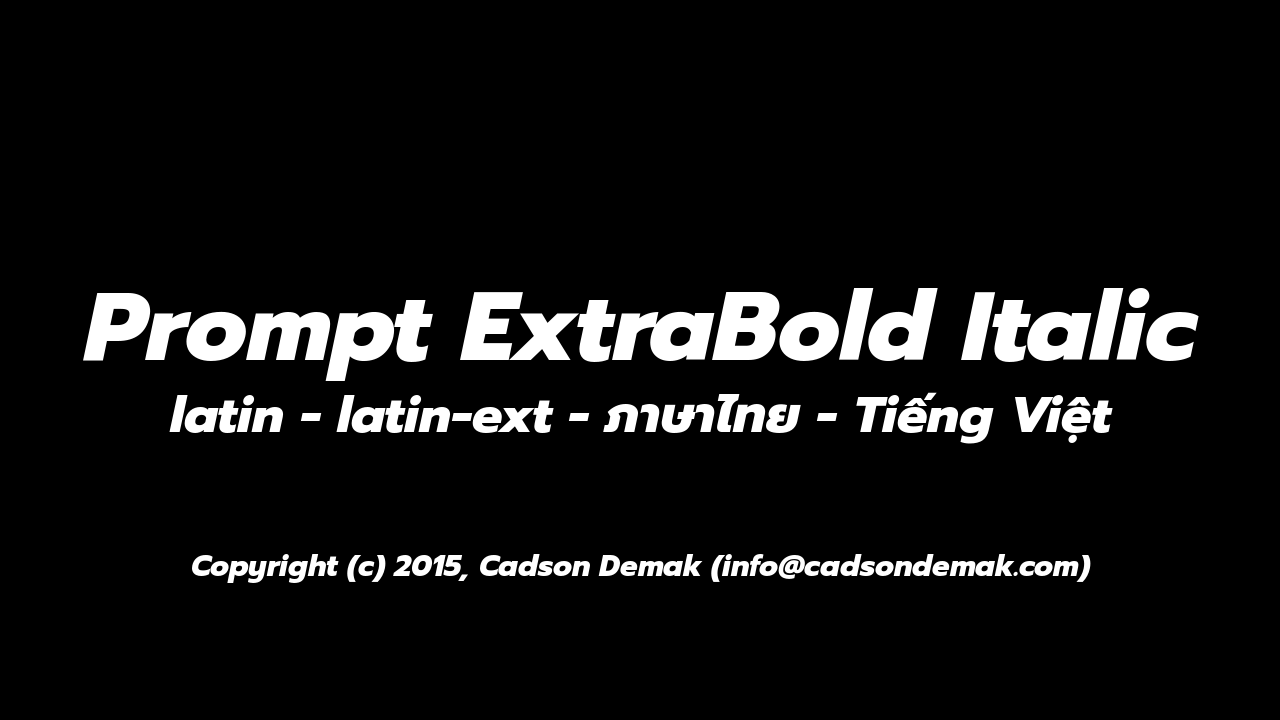 Prompt ExtraBold Italic
latin - latin-ext - ภาษาไทย - Tiếng Việt
Copyright (c) 2015, Cadson Demak (info@cadsondemak.com)